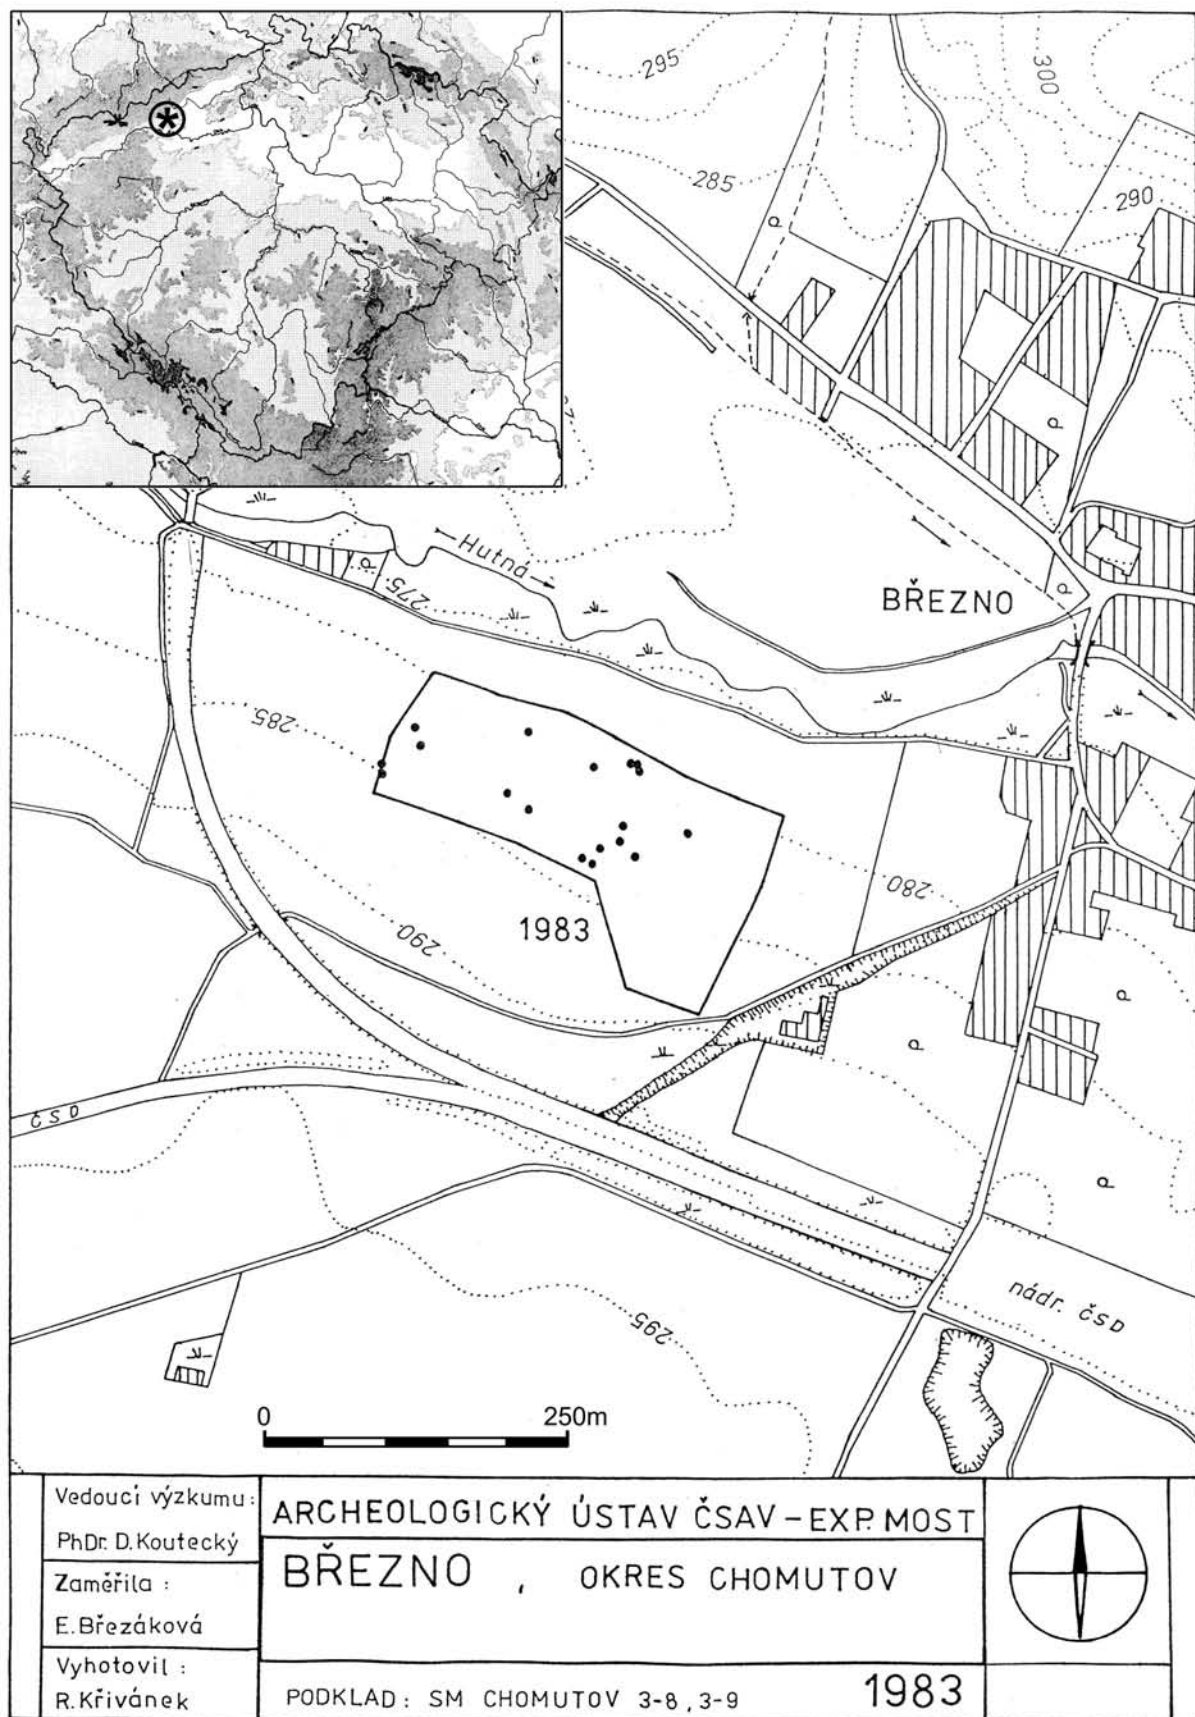 295
300
285
290
Hutná
275
BŘEZNO
285
280
1983
290
ČSD
295
nádr. ČSD
0 250m
Vedoucí výzkumu:
PhDr. D. Koutecký
Zaměřila :
E. Březáková
Vyhotovil :
R. Křivánek
ARCHEOLOGICKÝ ÚSTAV ČSAV – EXP. MOST
BŘEZNO , OKRES CHOMUTOV
PODKLAD : SM CHOMUTOV 3-8, 3-9 1983